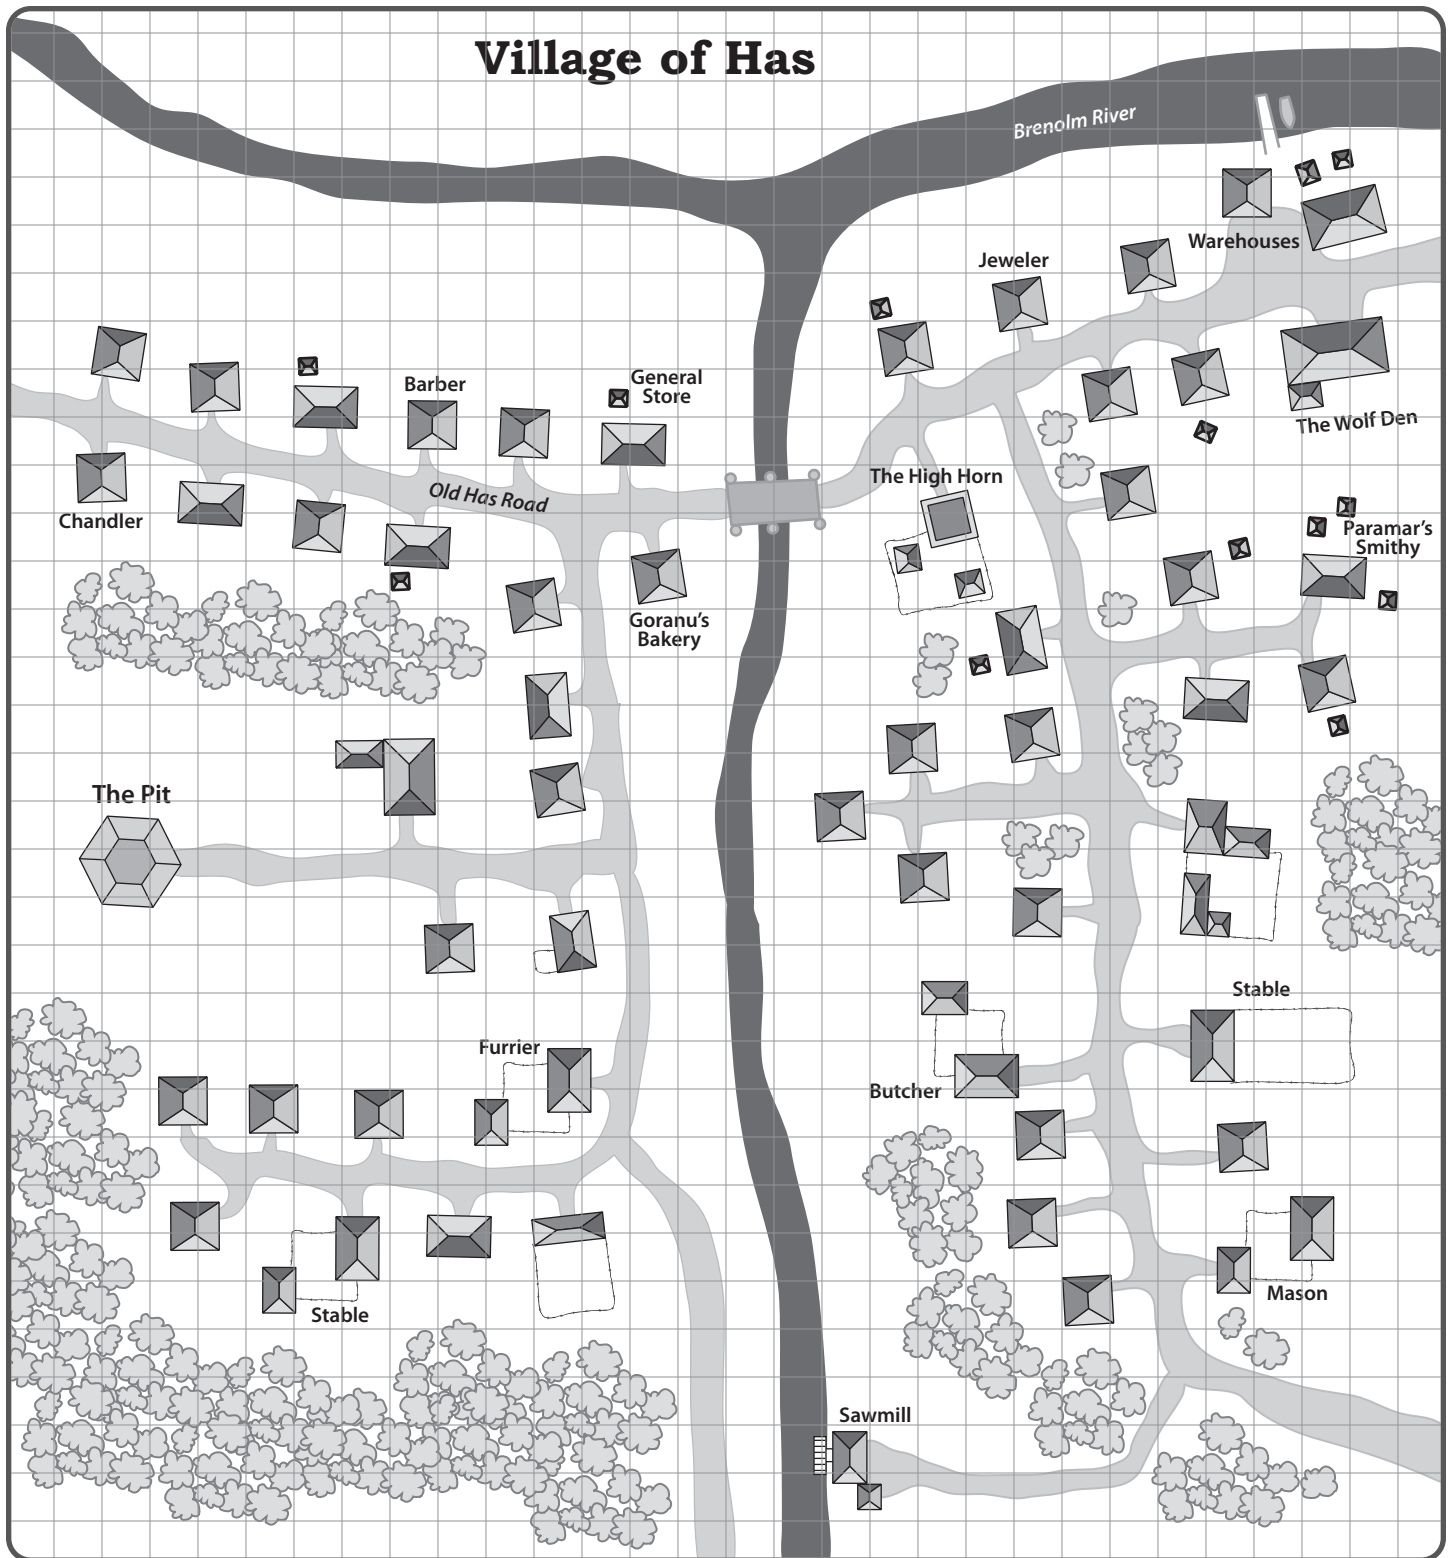 Village of Has
Brenolm River
Warehouses
Jeweler
General
Store
Barber
The Wolf Den
The High Horn
Old Has Road
Chandler
Paramar's
Smithy
Goranu's
Bakery
The Pit
Stable
Furrier
Butcher
Mason
Stable
Sawmill